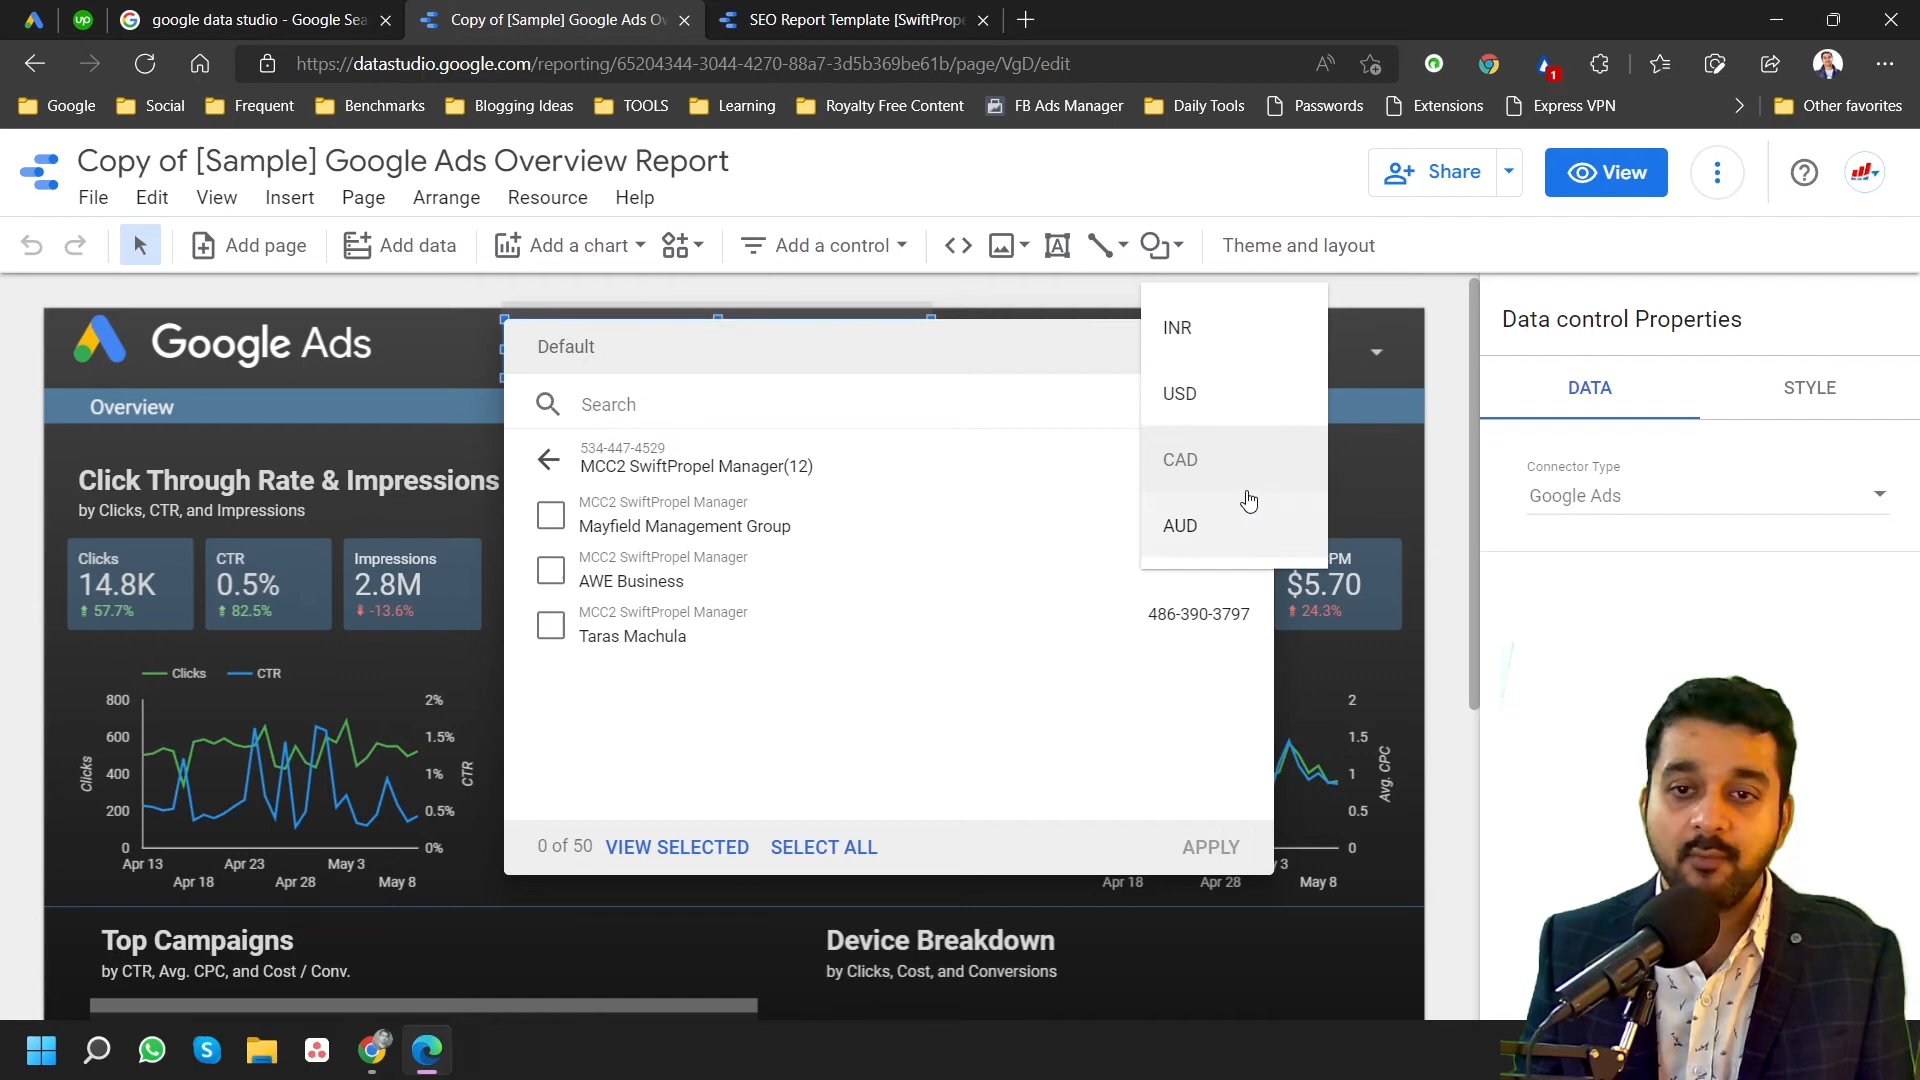 google data studio - Google Sea
Copy of [Sample] Google Ads Ov
SEO Report Template [SwiftPrope
https://datastudio.google.com/reporting/65204344-3044-4270-88a7-3d5b369be61b/page/VgD/edit
1
Google
Social
Frequent
Benchmarks
Blogging Ideas
TOOLS
Learning
Royalty Free Content
FB Ads Manager
Daily Tools
Passwords
Extensions
Express VPN
Other favorites
Copy of [Sample] Google Ads Overview Report
File
Edit
View
Insert
Page
Arrange
Resource
Help
Share
View
Add page
Add data
Add a chart
Add a control
Theme and layout
Google Ads
Overview
Click Through Rate & Impressions
by Clicks, CTR, and Impressions
Clicks
14.8K
57.7%
CTR
0.5%
82.5%
Impressions
2.8M
-13.6%
Clicks
CTR
800
600
400
200
0
2%
1.5%
1%
0.5%
0%
Clicks
CTR
Apr 13
Apr 18
Apr 23
Apr 28
May 3
May 8
Default
Search
534-447-4529
MCC2 SwiftPropel Manager(12)
MCC2 SwiftPropel Manager
Mayfield Management Group
MCC2 SwiftPropel Manager
AWE Business
MCC2 SwiftPropel Manager
Taras Machula
486-390-3797
0 of 50
VIEW SELECTED
SELECT ALL
APPLY
INR
USD
CAD
AUD
PM
$5.70
24.3%
2
1.5
1
0.5
0
Avg. CPC
3
Apr 18
Apr 28
May 8
Top Campaigns
by CTR, Avg. CPC, and Cost / Conv.
Device Breakdown
by Clicks, Cost, and Conversions
Data control Properties
DATA
STYLE
Connector Type
Google Ads